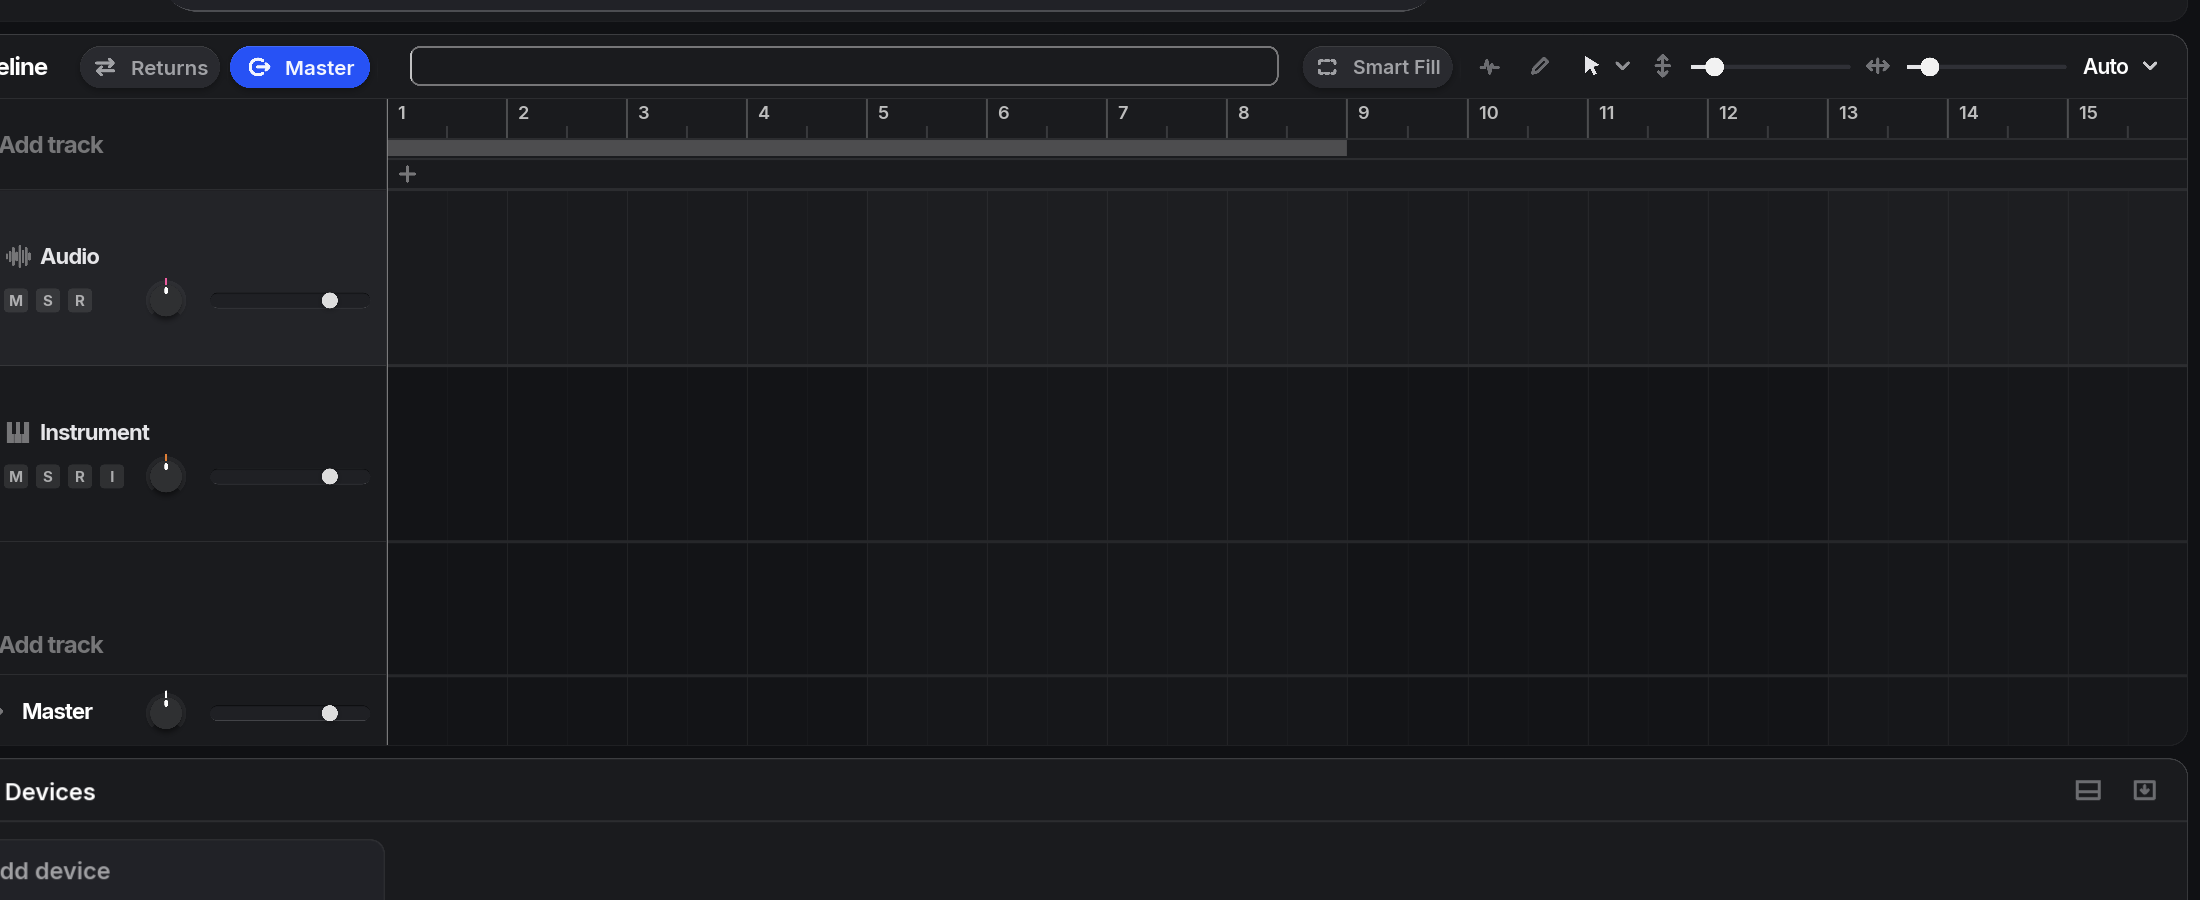 eline Returns Master Smart Fill Auto
1 2 3 4 5 6 7 8 9 10 11 12 13 14 15
Add track
Audio
M S R
Instrument
M S R I
Add track
Master
Devices
dd device